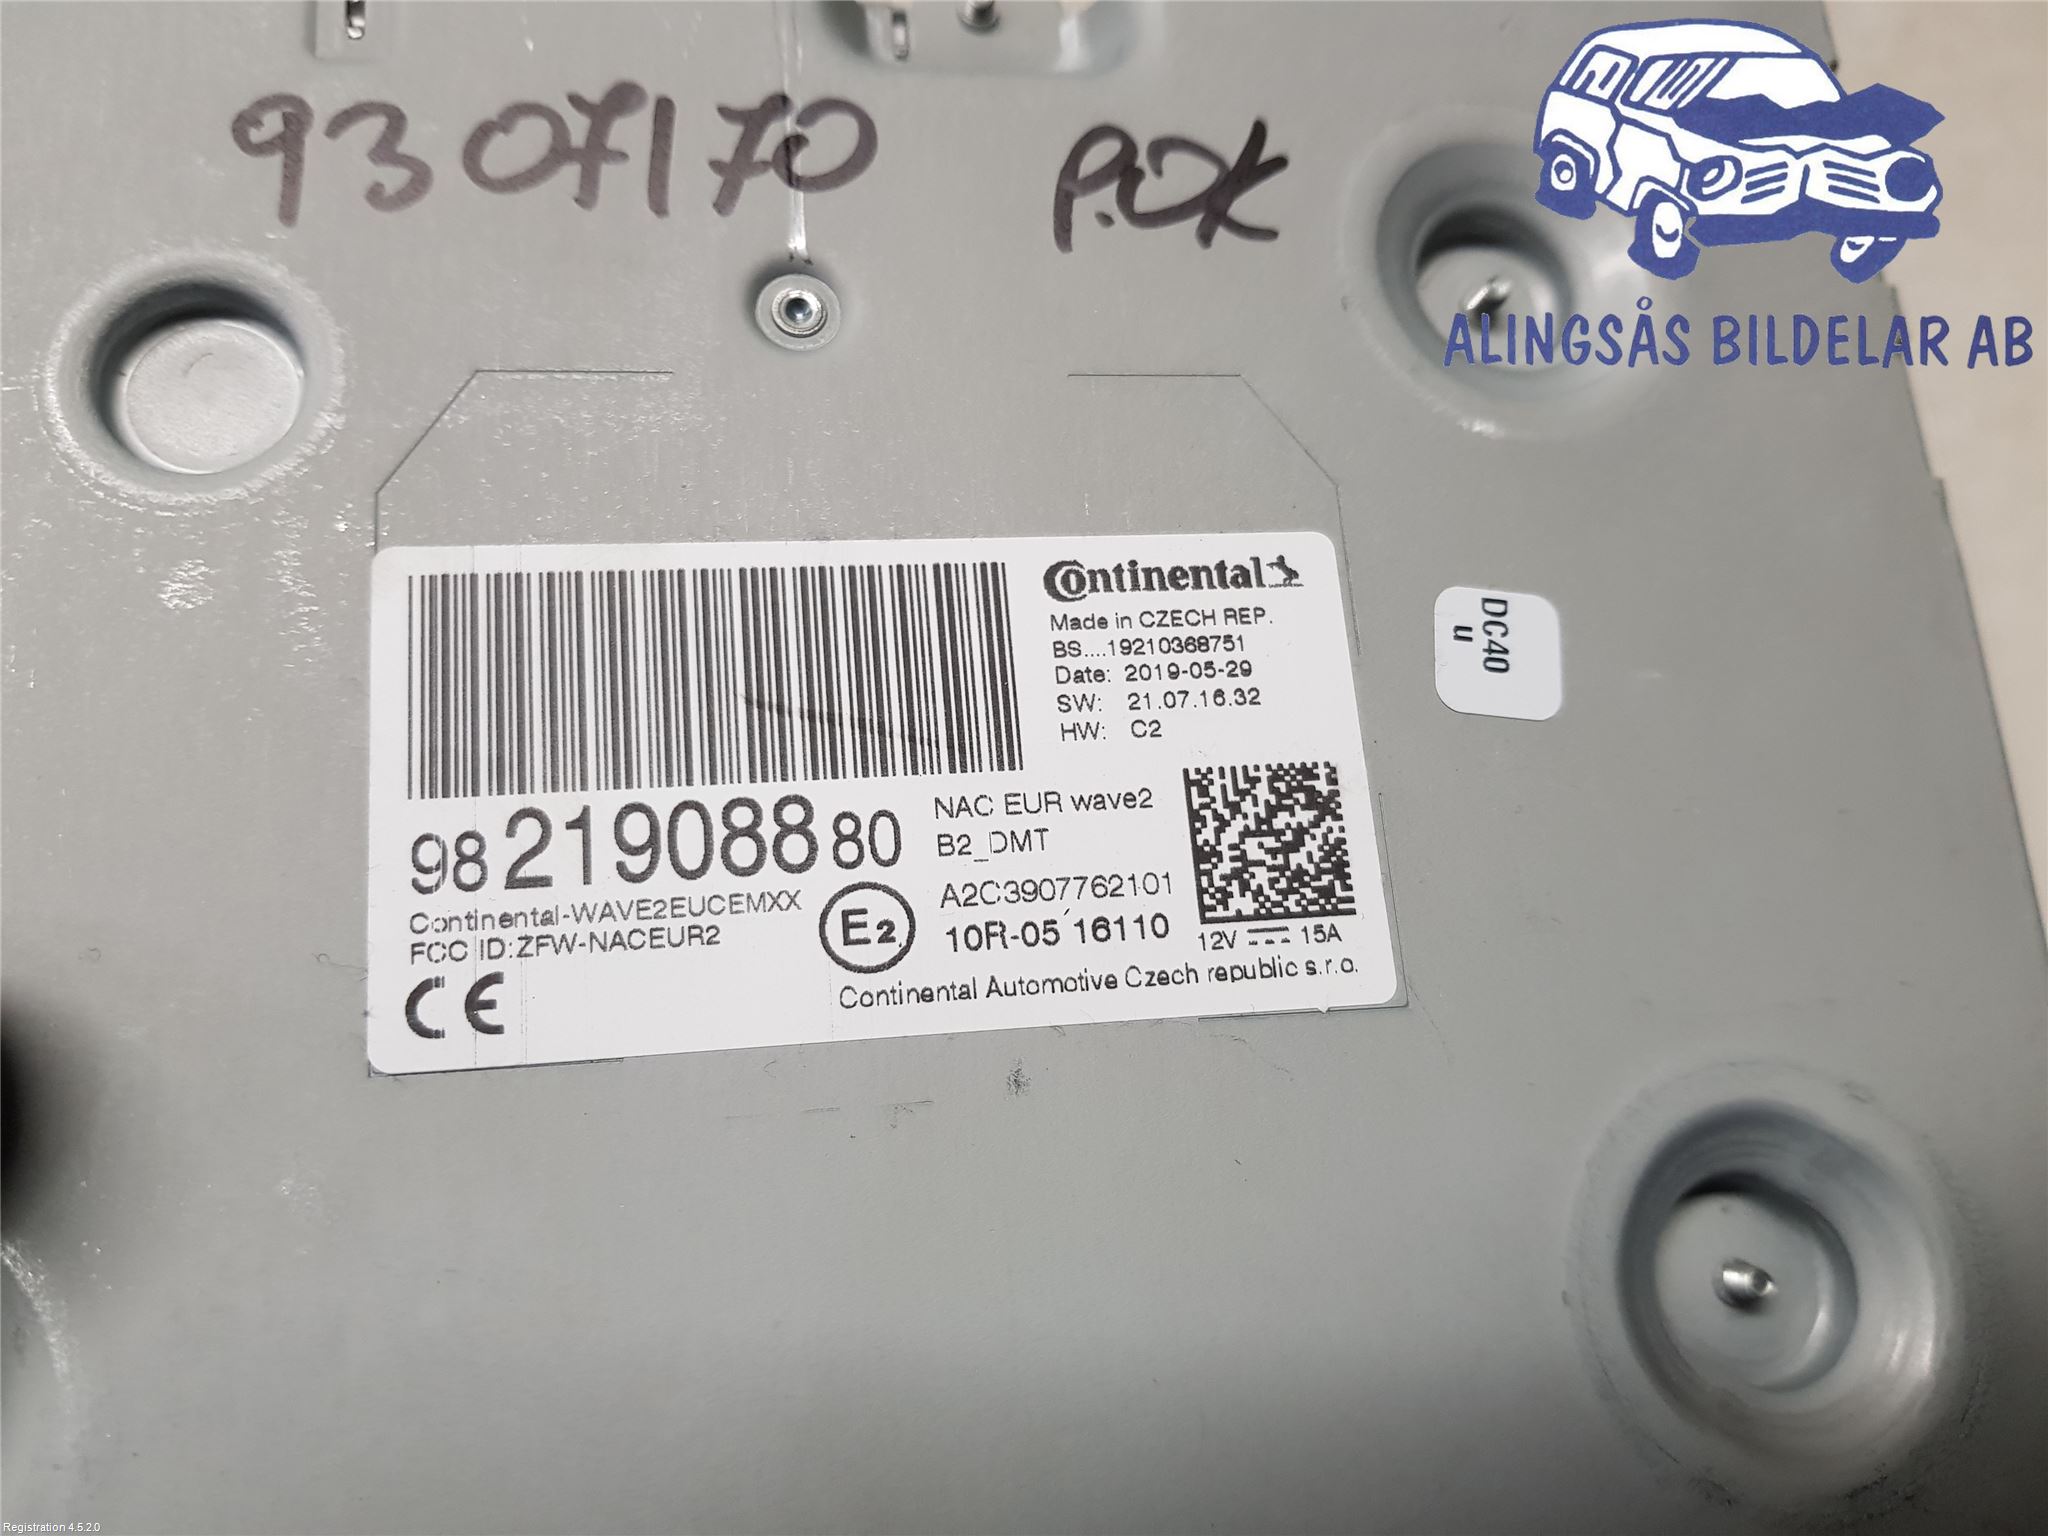 9307170 P.OK
ALINGSÅS BILDELAR AB
Continental
Made in CZECH REP.
BS....19210368751
Date: 2019-05-29
SW: 21.07.16.32
HW: C2
DC40
u
98 219088 80
NAC EUR wave2
B2_DMT
Continental-WAVE2EUCEMXX
FCC ID:ZFW-NACEUR2
E2
A2C3907762101
10R-05 16110
12V 15A
CE
Continental Automotive Czech republic s.r.o.
Registration 4.5.2.0